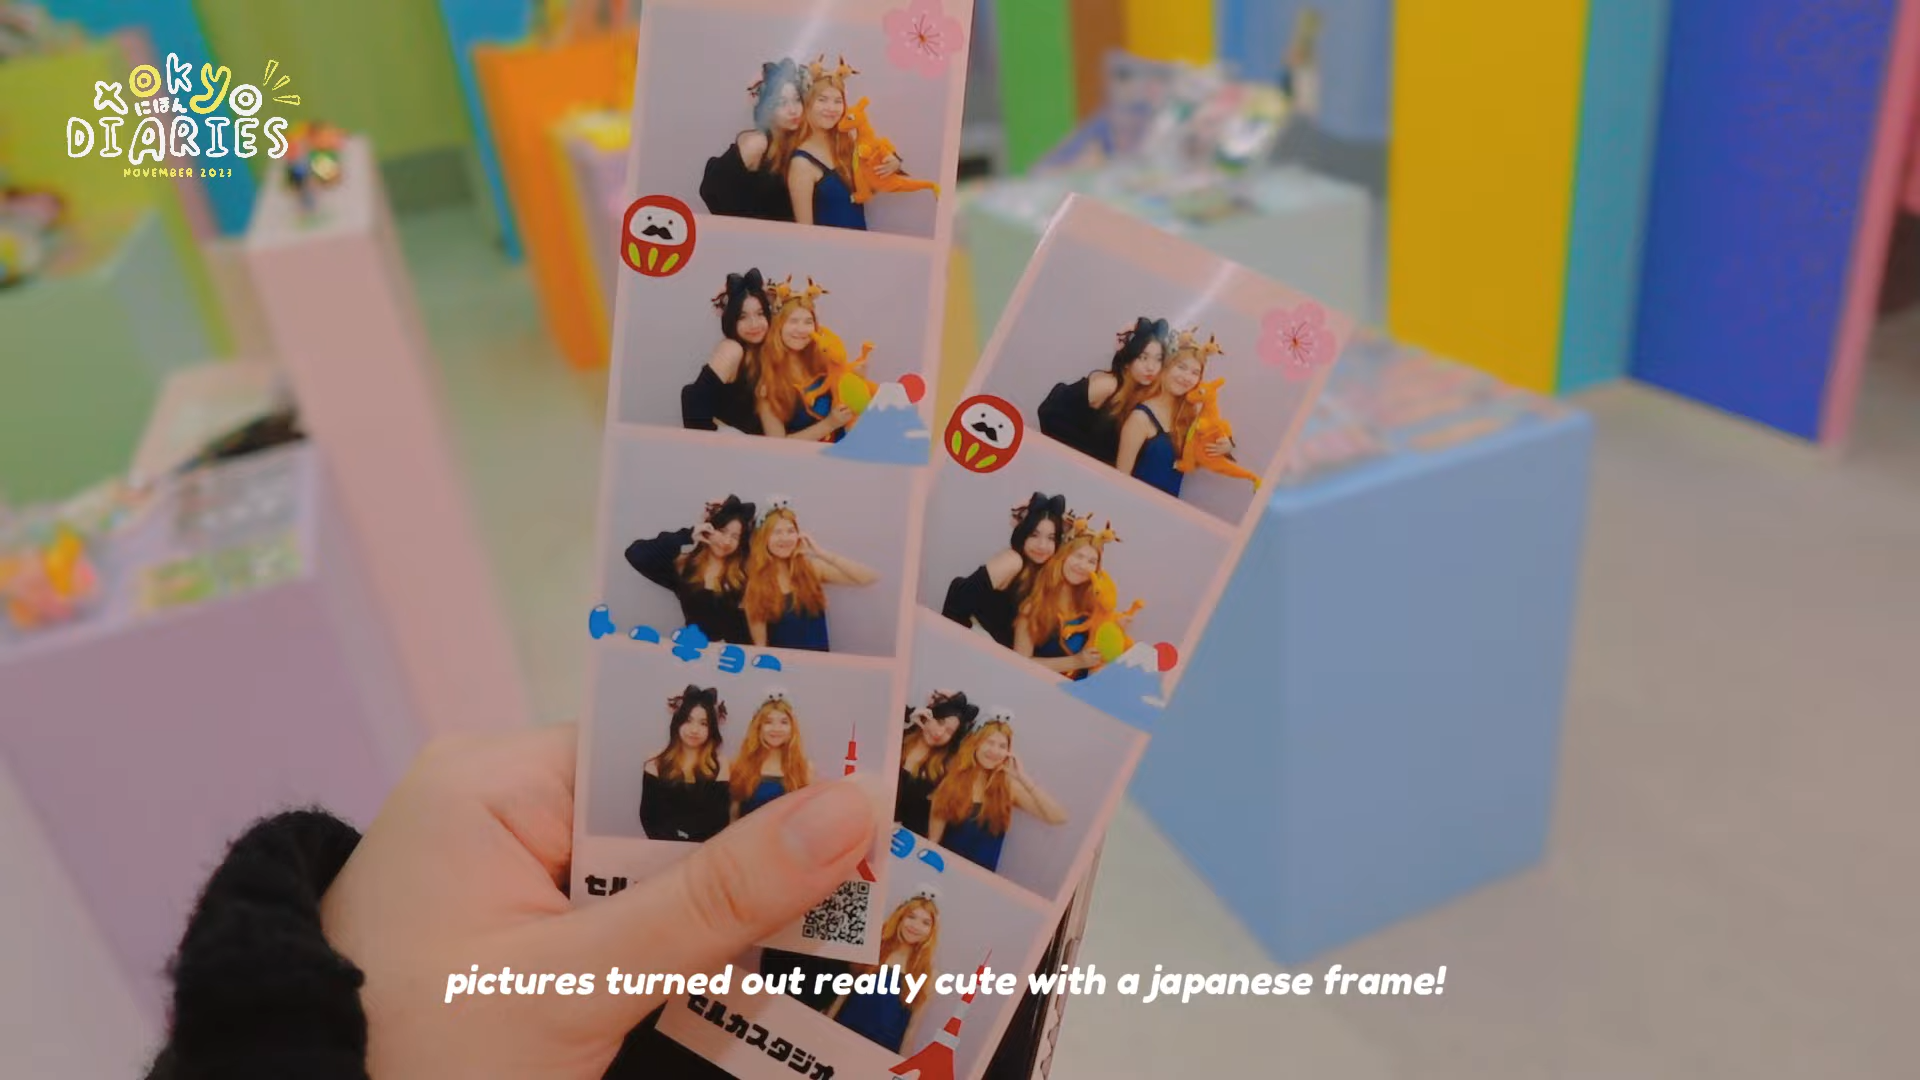 xokyo
にほん
DIARIES
NOVEMBER 2023
トーキョー
セルカスタジオ
pictures turned out really cute with a japanese frame!